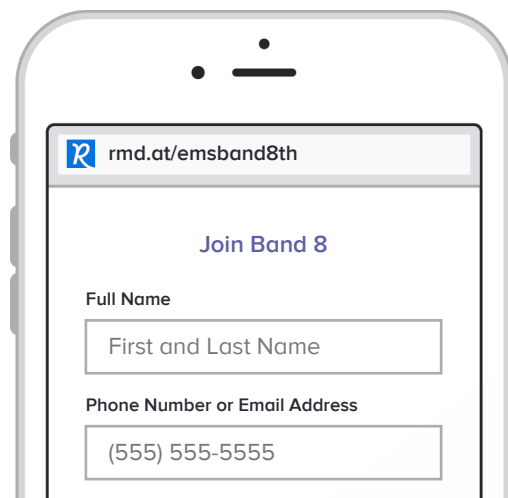 rmd.at/emsband8th
Join Band 8
Full Name
First and Last Name
Phone Number or Email Address
(555) 555-5555